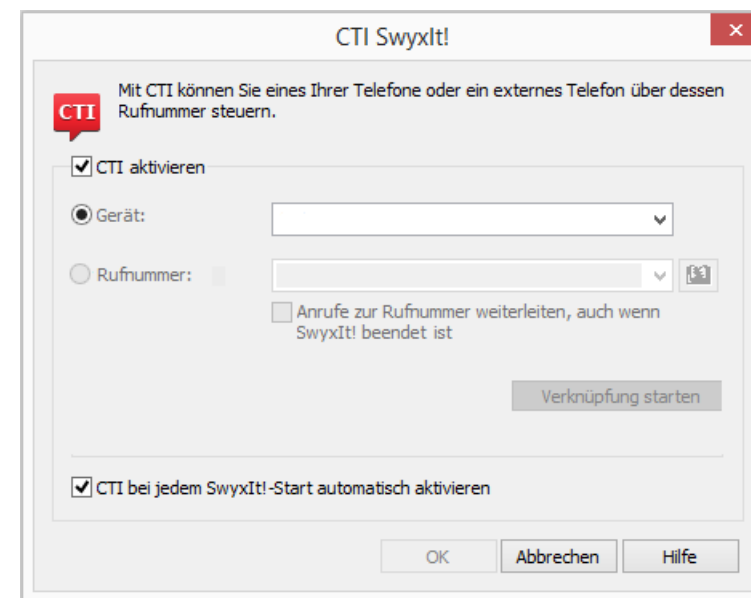 CTI SwyxIt!
CTI
Mit CTI können Sie eines Ihrer Telefone oder ein externes Telefon über dessen
Rufnummer steuern.
CTI aktivieren
Gerät:
Rufnummer:
Anrufe zur Rufnummer weiterleiten, auch wenn
SwyxIt! beendet ist
Verknüpfung starten
CTI bei jedem SwyxIt!-Start automatisch aktivieren
OK
Abbrechen
Hilfe